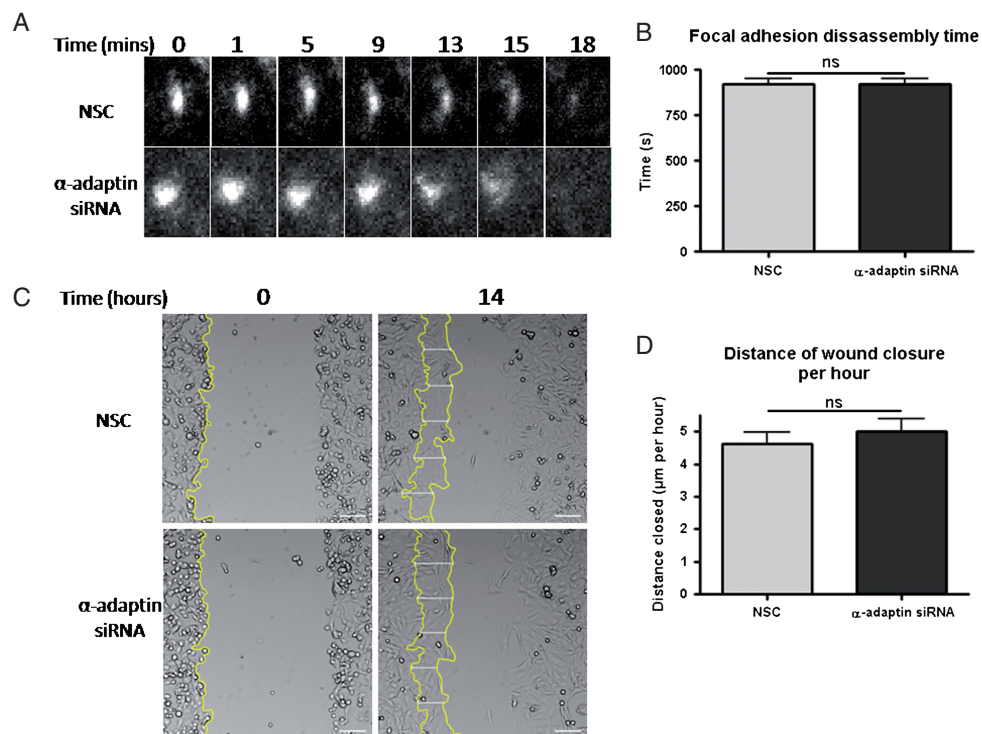 A
Time (mins) 0 1 5 9 13 15 18
NSC
α-adaptin
siRNA
B
Focal adhesion dissassembly time
ns
1000
750
500
250
0
Time (s)
NSC α-adaptin siRNA
C
Time (hours) 0 14
NSC
α-adaptin
siRNA
D
Distance of wound closure
per hour
ns
5
4
3
2
1
0
Distance closed (µm per hour)
NSC α-adaptin siRNA